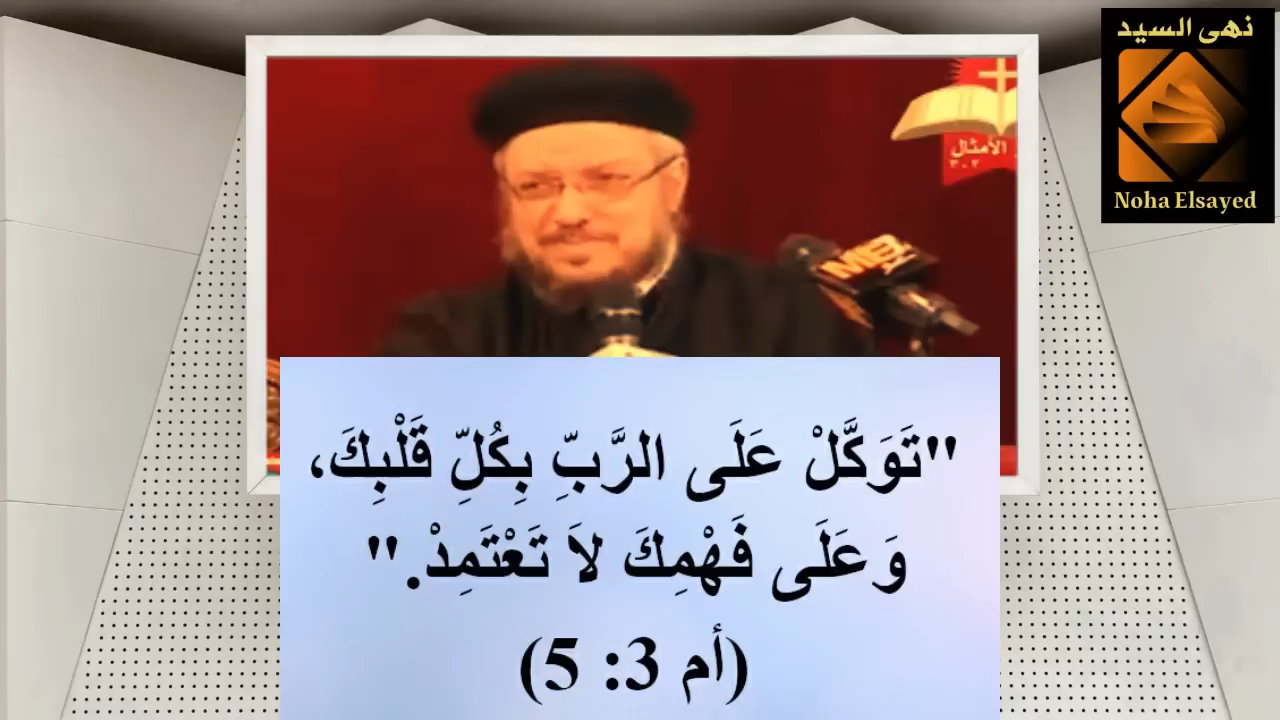 نهى السيد
Noha Elsayed
الأمثال
"تَوَكَّلْ عَلَى الرَّبِّ بِكُلِّ قَلْبِكَ،
وَعَلَى فَهْمِكَ لاَ تَعْتَمِدْ."
(أم 3: 5)